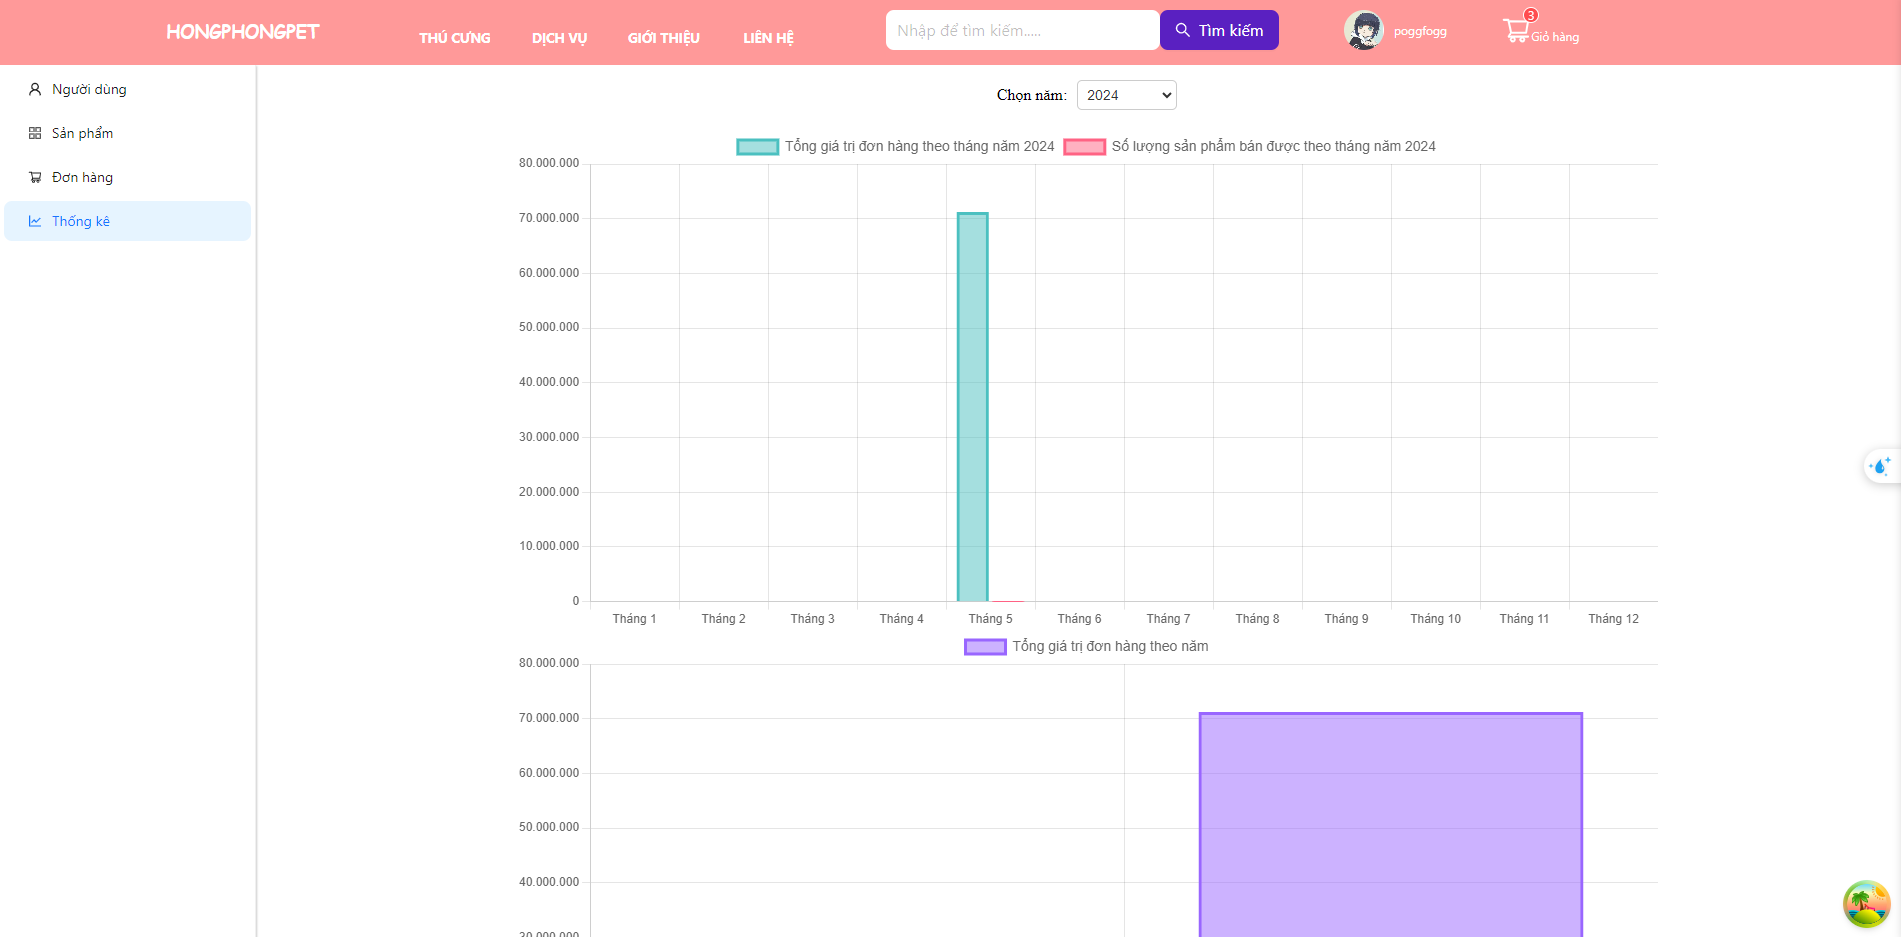 HONGPHONGPET
THÚ CƯNG
DỊCH VỤ
GIỚI THIỆU
LIÊN HỆ
Nhập để tìm kiếm.....
Tìm kiếm
poggfogg
3
Giỏ hàng
Người dùng
Sản phẩm
Đơn hàng
Thống kê
Chọn năm:
2024
Tổng giá trị đơn hàng theo tháng năm 2024
Số lượng sản phẩm bán được theo tháng năm 2024
80.000.000
70.000.000
60.000.000
50.000.000
40.000.000
30.000.000
20.000.000
10.000.000
0
Tháng 1
Tháng 2
Tháng 3
Tháng 4
Tháng 5
Tháng 6
Tháng 7
Tháng 8
Tháng 9
Tháng 10
Tháng 11
Tháng 12
Tổng giá trị đơn hàng theo năm
80.000.000
70.000.000
60.000.000
50.000.000
40.000.000
30.000.000